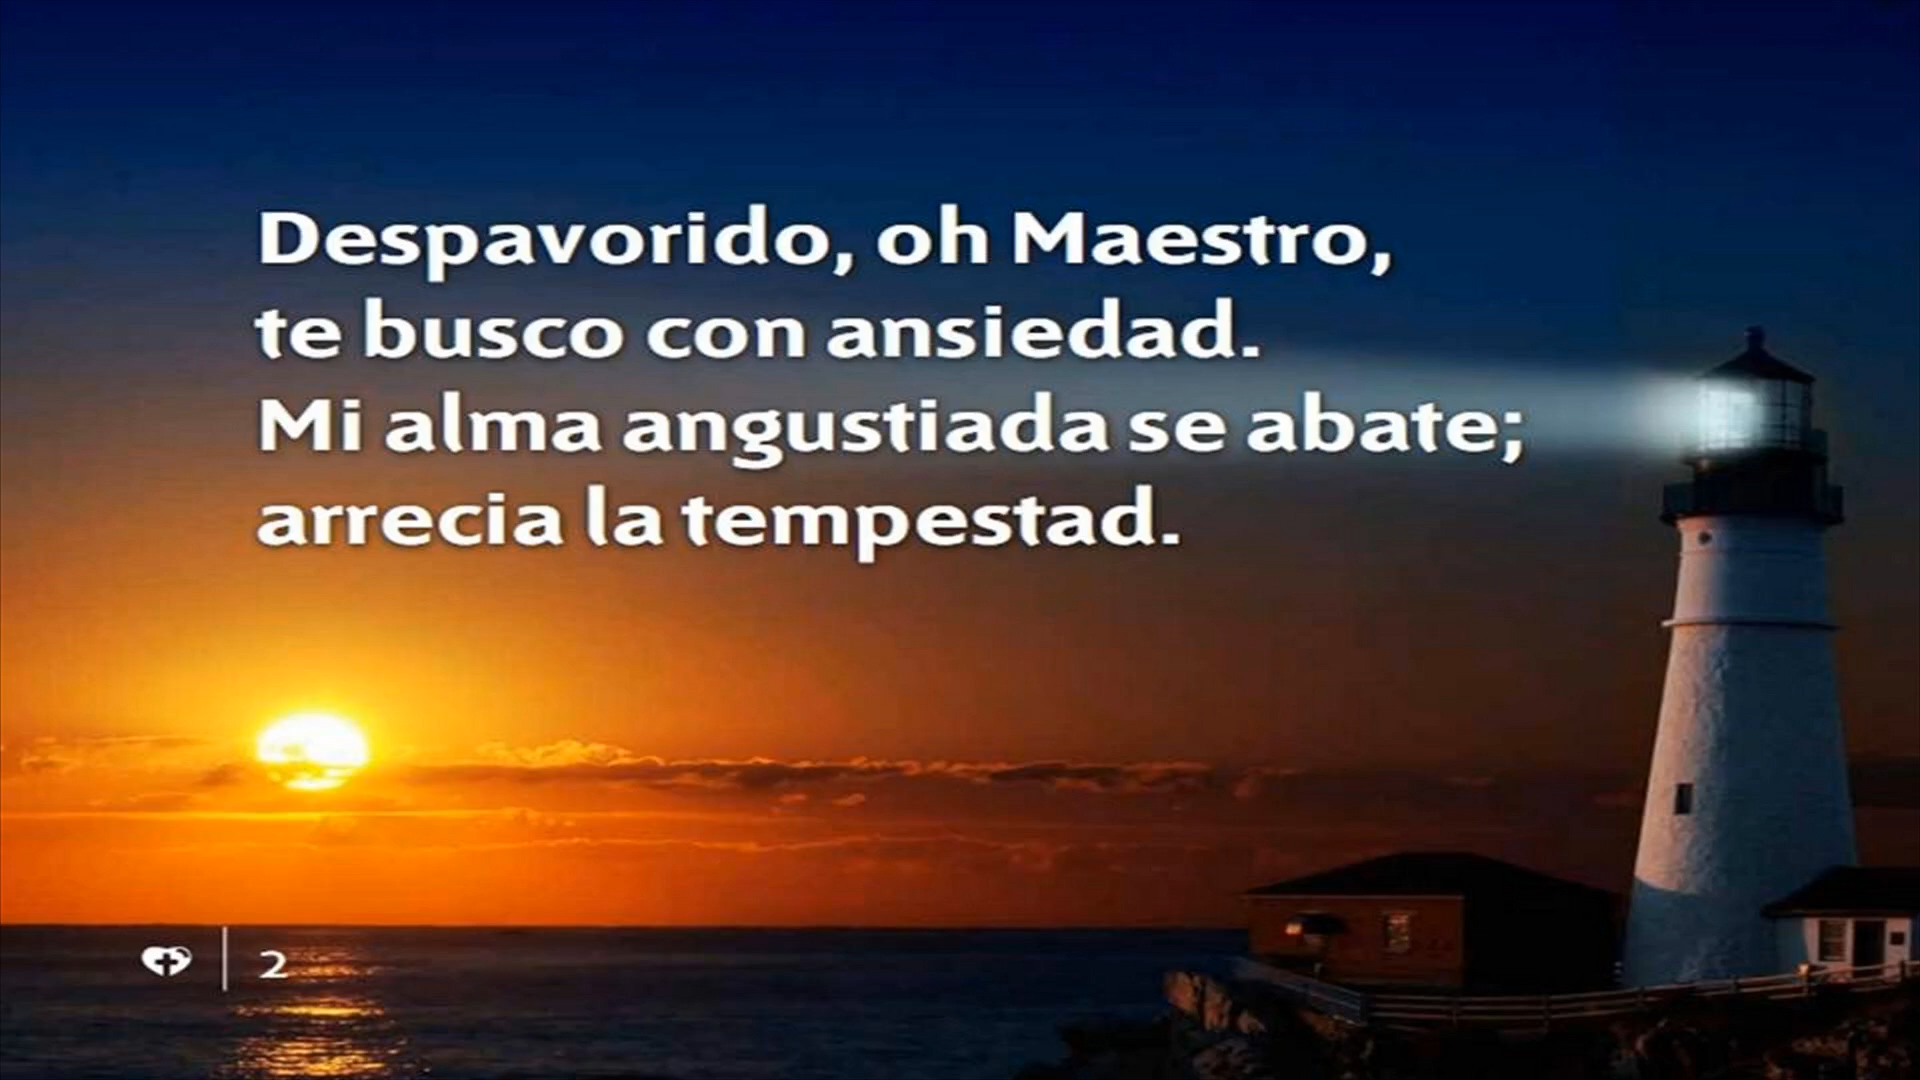 Despavorido, oh Maestro,
te busco con ansiedad.
Mi alma angustiada se abate;
arrecia la tempestad.
2